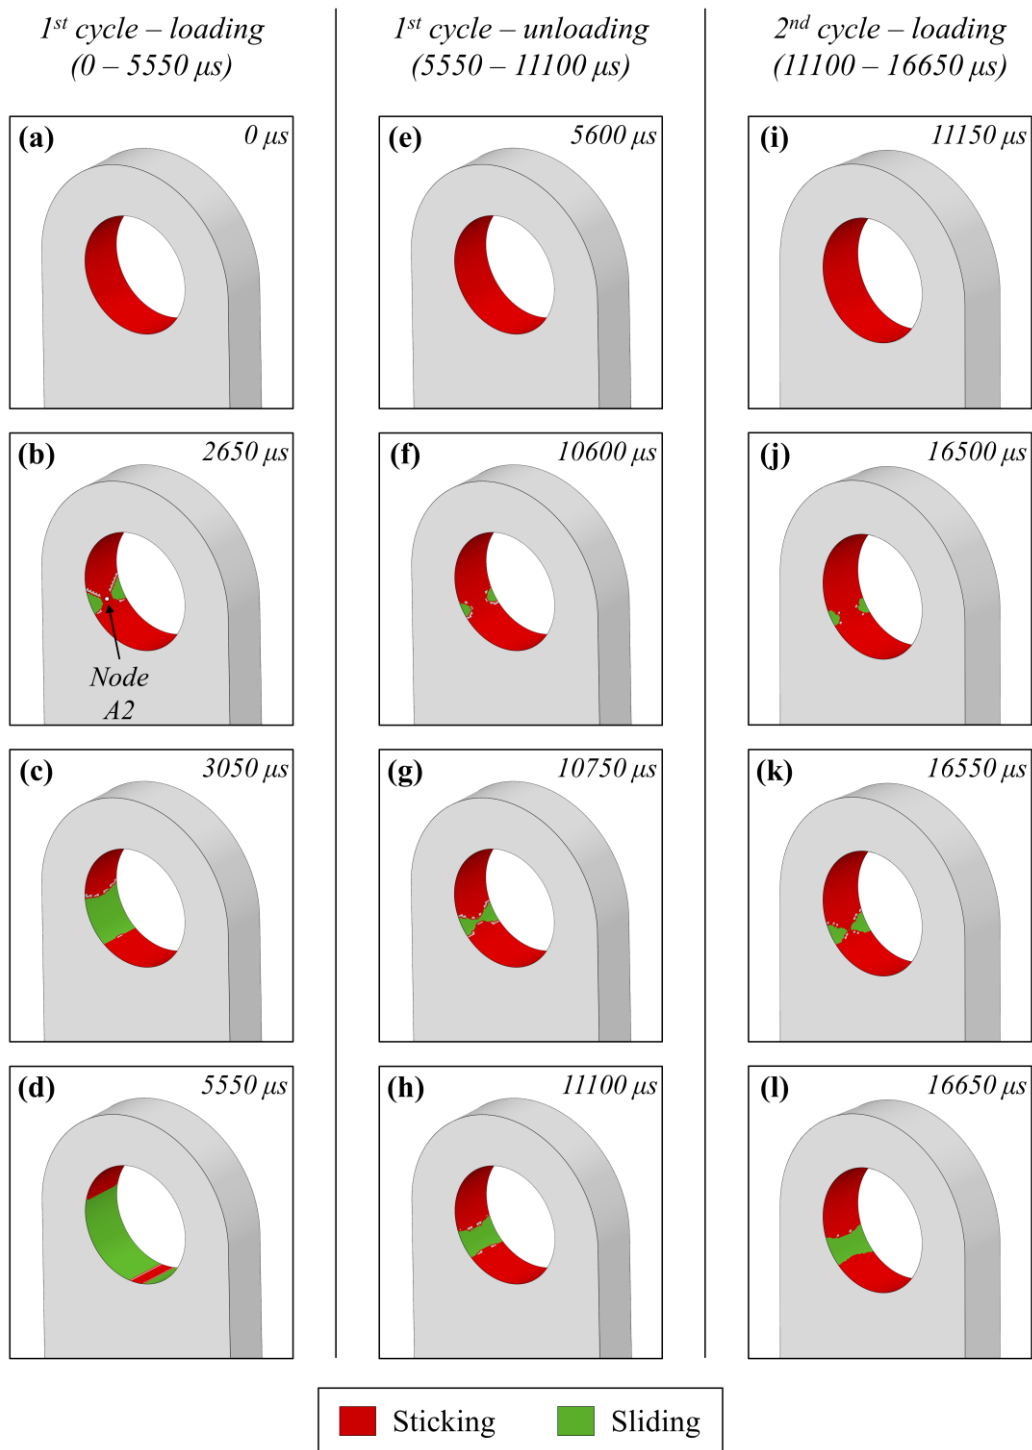 1st cycle – loading
(0 – 5550 μs)
1st cycle – unloading
(5550 – 11100 μs)
2nd cycle – loading
(11100 – 16650 μs)
(a) 0 μs
(e) 5600 μs
(i) 11150 μs
(b) 2650 μs
Node
A2
(f) 10600 μs
(j) 16500 μs
(c) 3050 μs
(g) 10750 μs
(k) 16550 μs
(d) 5550 μs
(h) 11100 μs
(l) 16650 μs
Sticking
Sliding